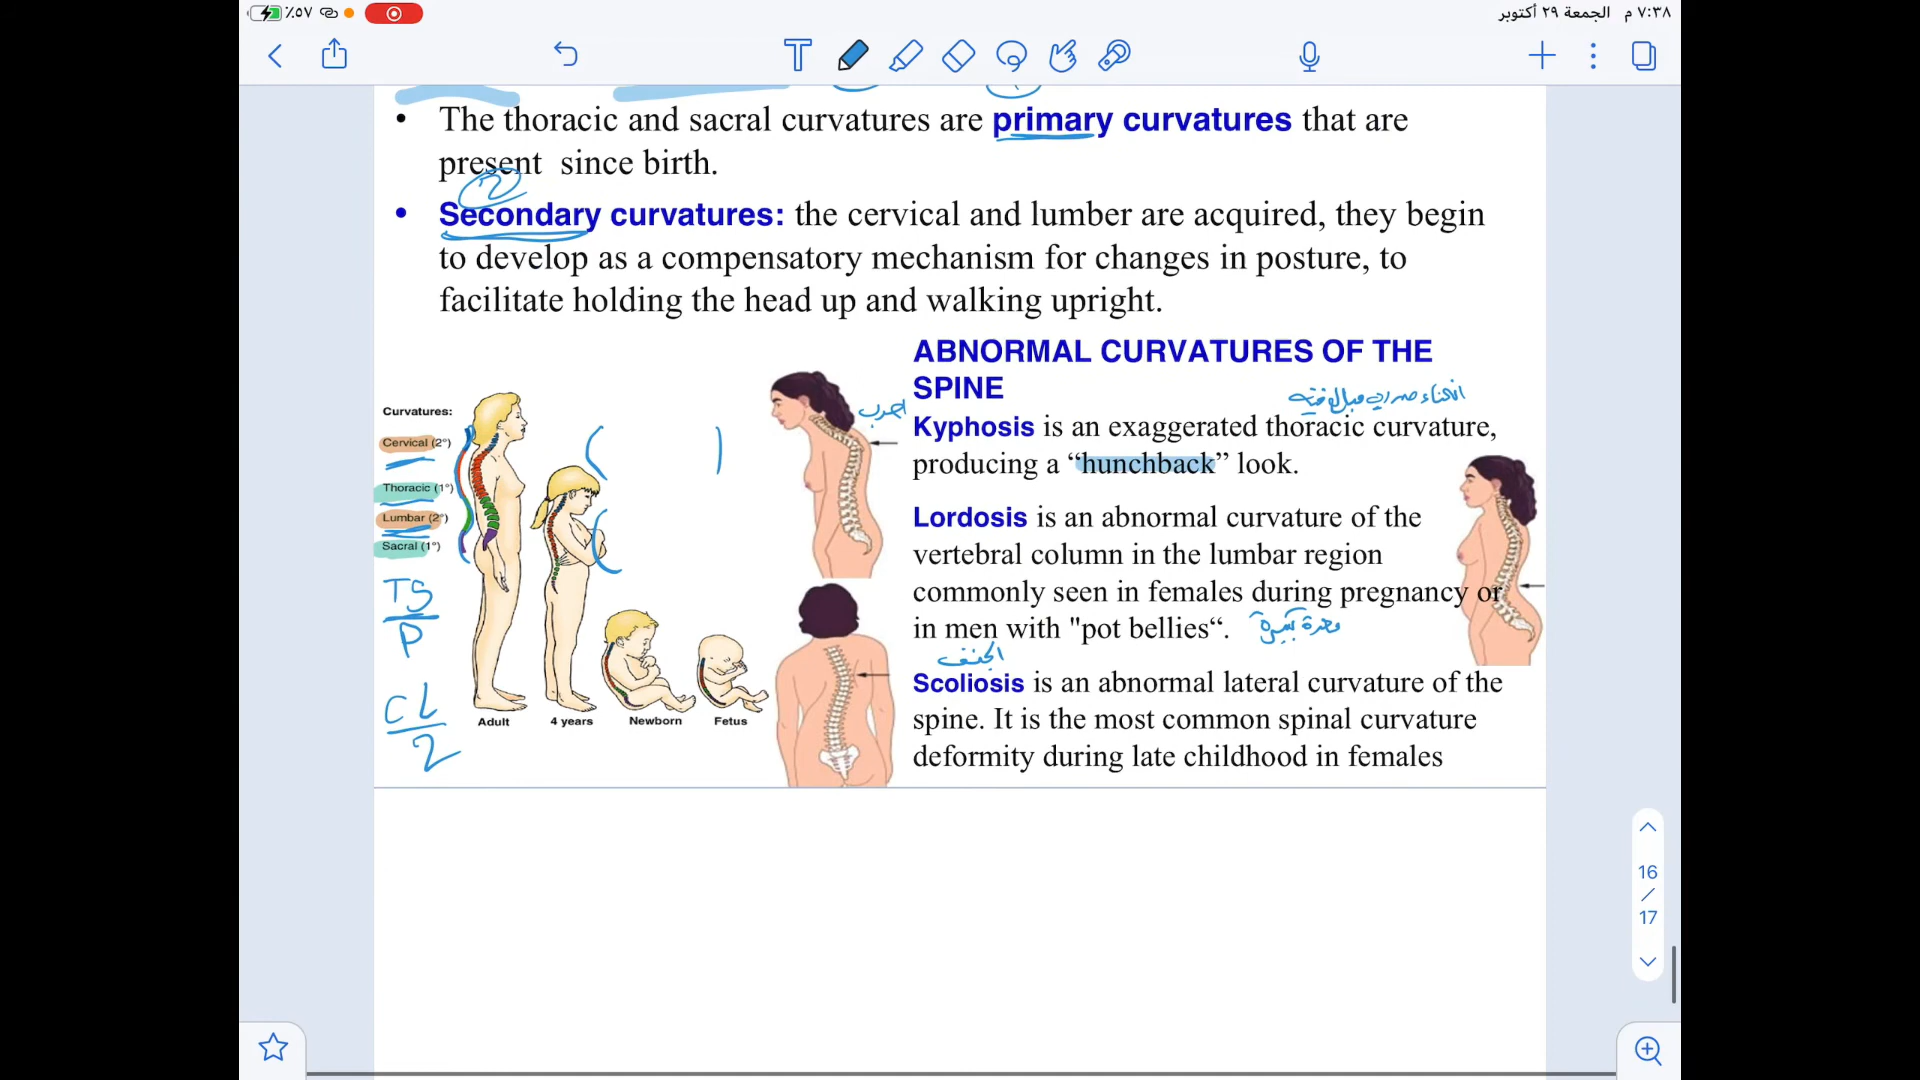 ٪٥٧
٧:٣٨ م الجمعة ٢٩ أكتوبر
• The thoracic and sacral curvatures are primary curvatures that are
present since birth.
2
• Secondary curvatures: the cervical and lumber are acquired, they begin
to develop as a compensatory mechanism for changes in posture, to
facilitate holding the head up and walking upright.
ABNORMAL CURVATURES OF THE
SPINE
Kyphosis is an exaggerated thoracic curvature,
producing a “hunchback” look.
Lordosis is an abnormal curvature of the
vertebral column in the lumbar region
commonly seen in females during pregnancy or
in men with "pot bellies“.
الجنف
Scoliosis is an abnormal lateral curvature of the
spine. It is the most common spinal curvature
deformity during late childhood in females
Curvatures:
Cervical (2°)
Thoracic (1°)
Lumbar (2°)
Sacral (1°)
TS
P
CL
2
Adult
4 years
Newborn
Fetus
احدب
معدة كبيرة
16
/
17